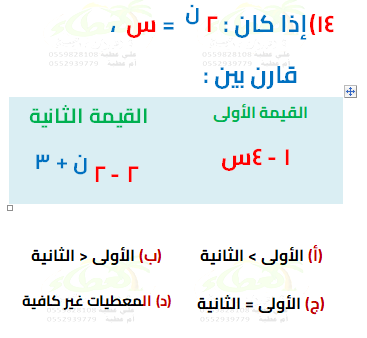 ١٤) إذا كان : ٢ ن = س ،
قارن بين :
القيمة الأولى القيمة الثانية
١ - ٤س ٢ - ٢ ن + ٣
(أ) الأولى > الثانية (ب) الأولى < الثانية
(ج) الأولى = الثانية (د) المعطيات غير كافية